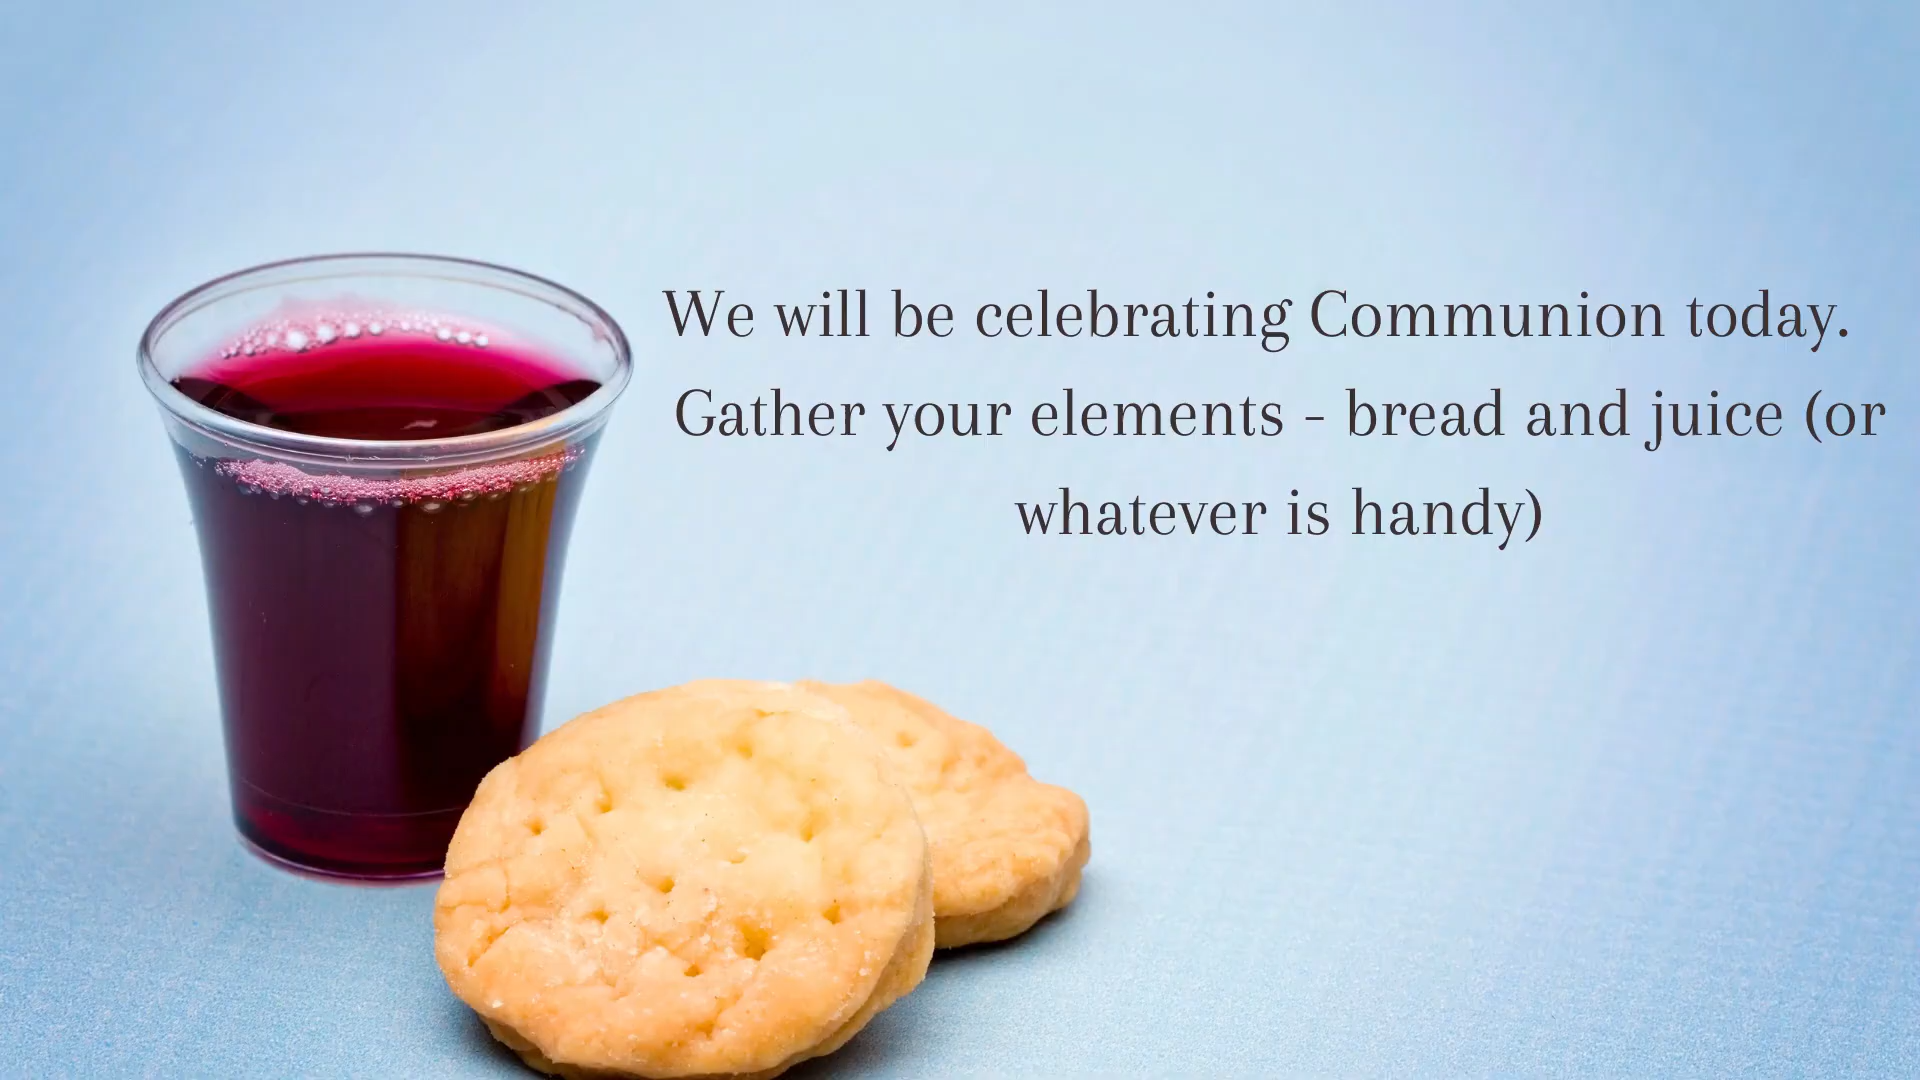 We will be celebrating Communion today.
Gather your elements - bread and juice (or
whatever is handy)